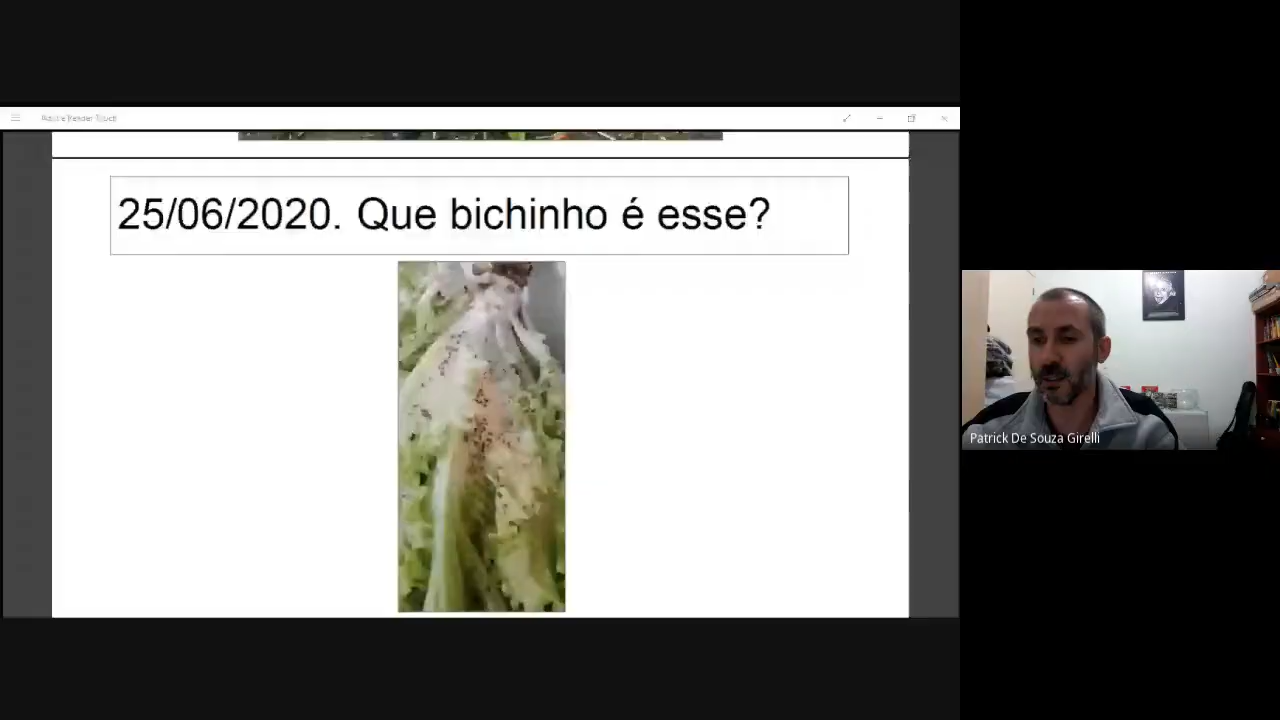 25/06/2020. Que bichinho é esse?
Patrick De Souza Girelli